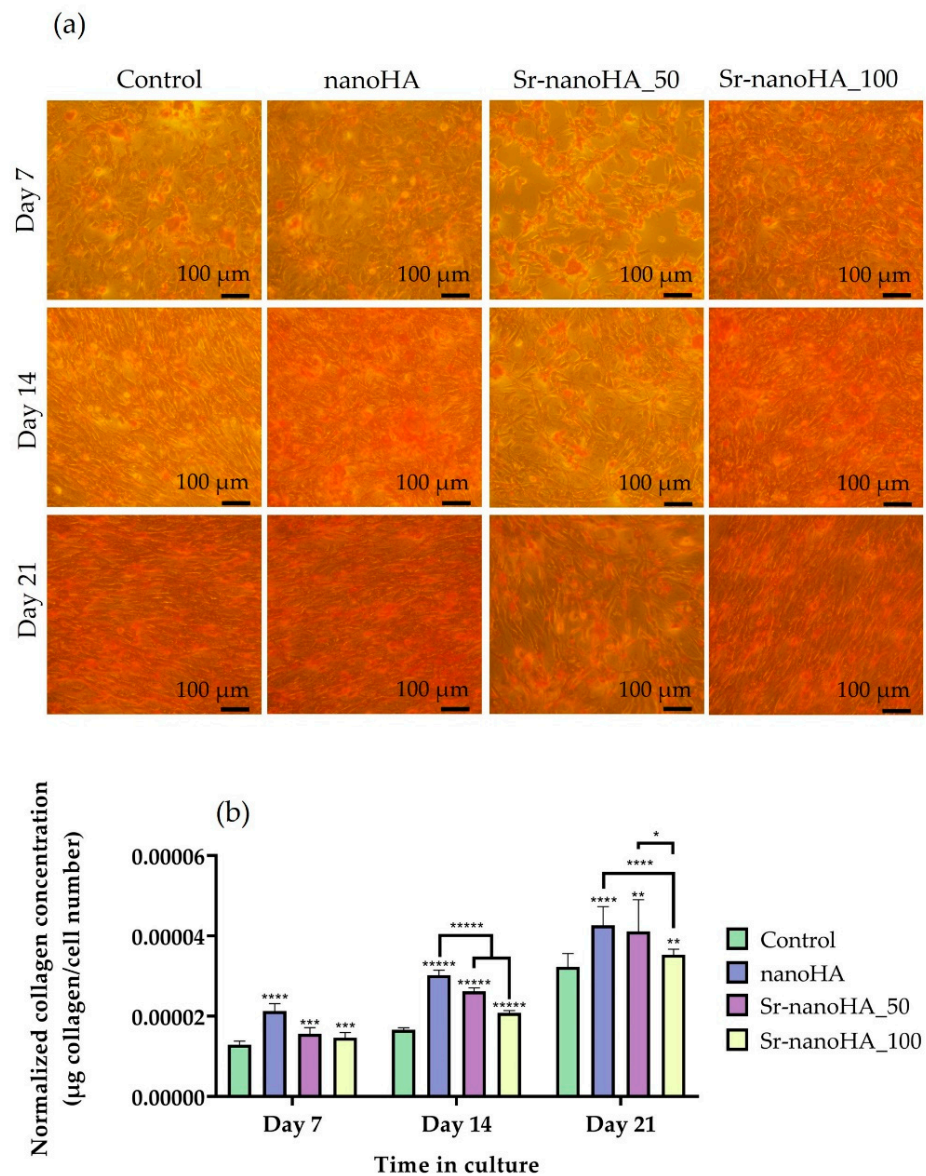 (a)
Control nanoHA Sr-nanoHA_50 Sr-nanoHA_100
Day 7
100 µm 100 µm 100 µm 100 µm
Day 14
100 µm 100 µm 100 µm 100 µm
Day 21
100 µm 100 µm 100 µm 100 µm
(b)
Normalized collagen concentration
(µg collagen/cell number)
0.00006
0.00004
0.00002
0.00000
**** *** ***
***** ***** ***** *****
* **** **** ** **
Day 7 Day 14 Day 21
Time in culture
Control
nanoHA
Sr-nanoHA_50
Sr-nanoHA_100